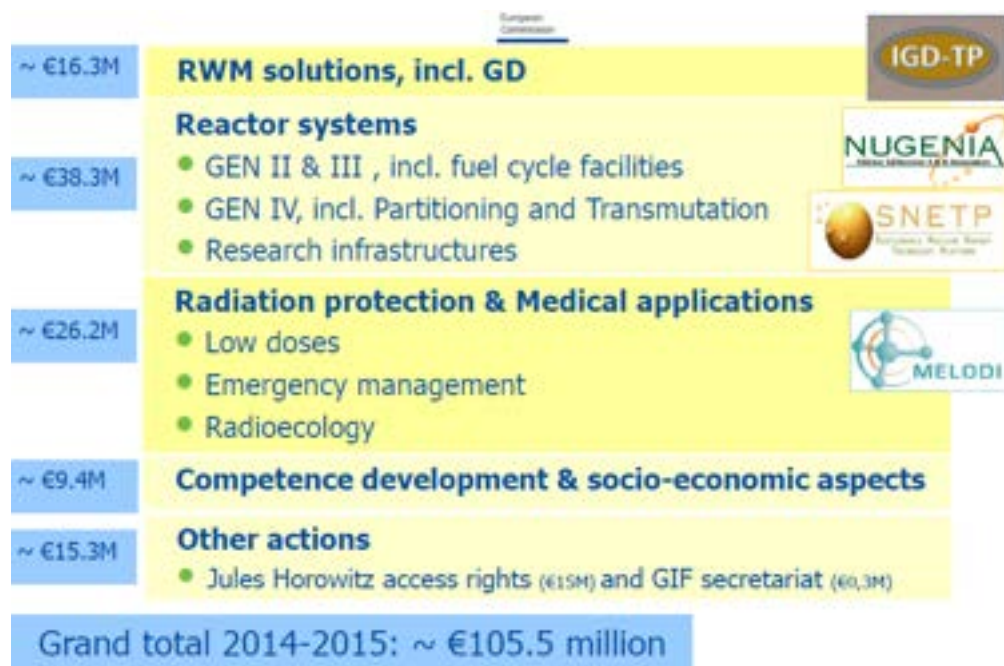 European
Commission
~ €16.3M
RWM solutions, incl. GD
IGD-TP
~ €38.3M
Reactor systems
• GEN II & III , incl. fuel cycle facilities
• GEN IV, incl. Partitioning and Transmutation
• Research infrastructures
NUGENIA
SNETP
~ €26.2M
Radiation protection & Medical applications
• Low doses
• Emergency management
• Radioecology
MELODI
~ €9.4M
Competence development & socio-economic aspects
~ €15.3M
Other actions
• Jules Horowitz access rights (€15M) and GIF secretariat (€0,3M)
Grand total 2014-2015: ~ €105.5 million